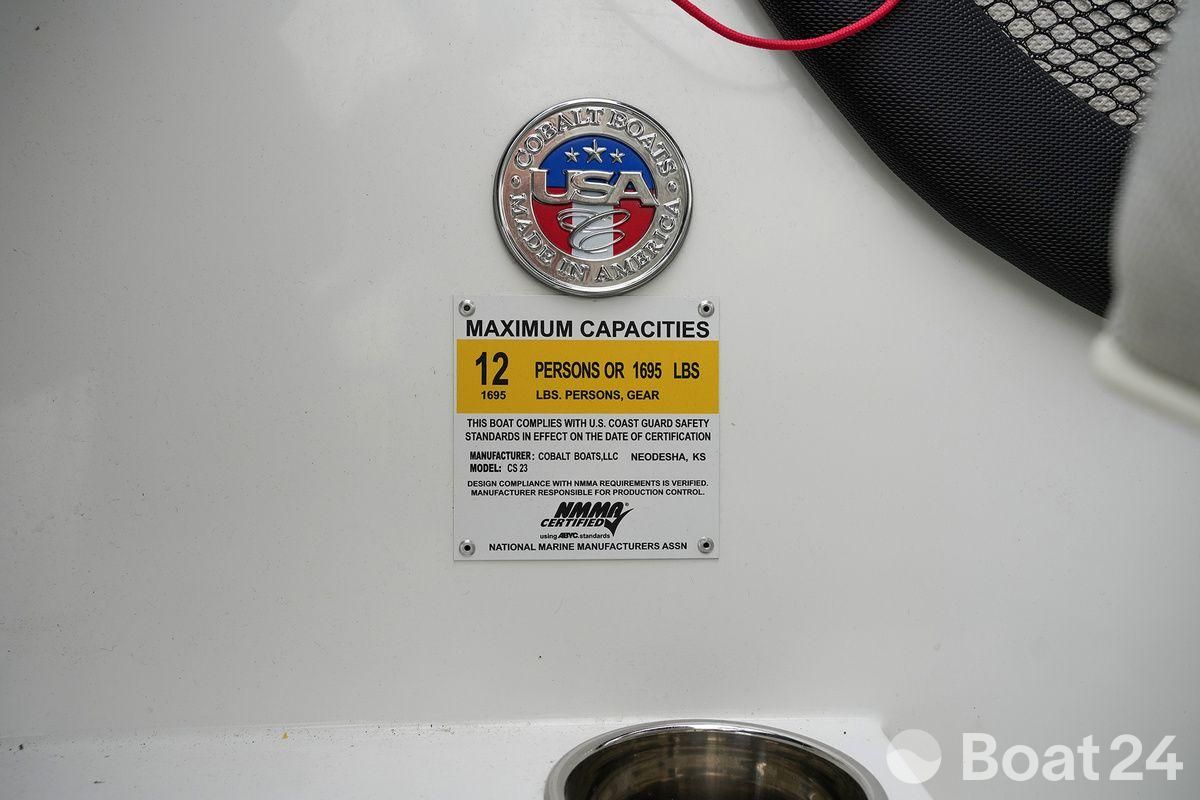 COBALT BOATS
USA
MADE IN AMERICA
MAXIMUM CAPACITIES
12 PERSONS OR 1695 LBS
1695 LBS. PERSONS, GEAR
THIS BOAT COMPLIES WITH U.S. COAST GUARD SAFETY
STANDARDS IN EFFECT ON THE DATE OF CERTIFICATION
MANUFACTURER: COBALT BOATS,LLC NEODESHA, KS
MODEL: CS 23
DESIGN COMPLIANCE WITH NMMA REQUIREMENTS IS VERIFIED.
MANUFACTURER RESPONSIBLE FOR PRODUCTION CONTROL.
NMMA®
CERTIFIED
using ABYC standards
NATIONAL MARINE MANUFACTURERS ASSN
Boat24